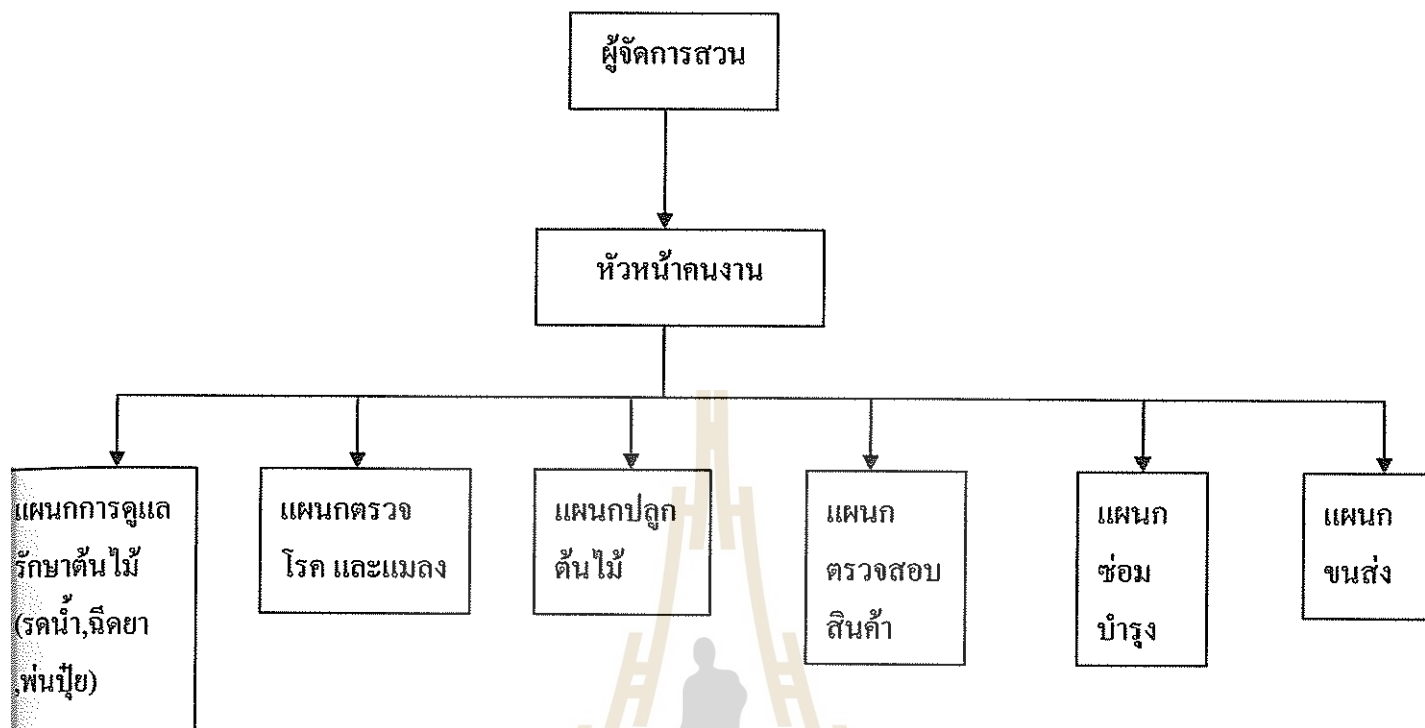 ผู้จัดการสวน
หัวหน้าคนงาน
แผนกการดูแล
รักษาต้นไม้
(รดน้ำ,ฉีดยา
,พ่นปุ๋ย)
แผนกตรวจ
โรค และแมลง
แผนกปลูก
ต้นไม้
แผนก
ตรวจสอบ
สินค้า
แผนก
ซ่อม
บำรุง
แผนก
ขนส่ง